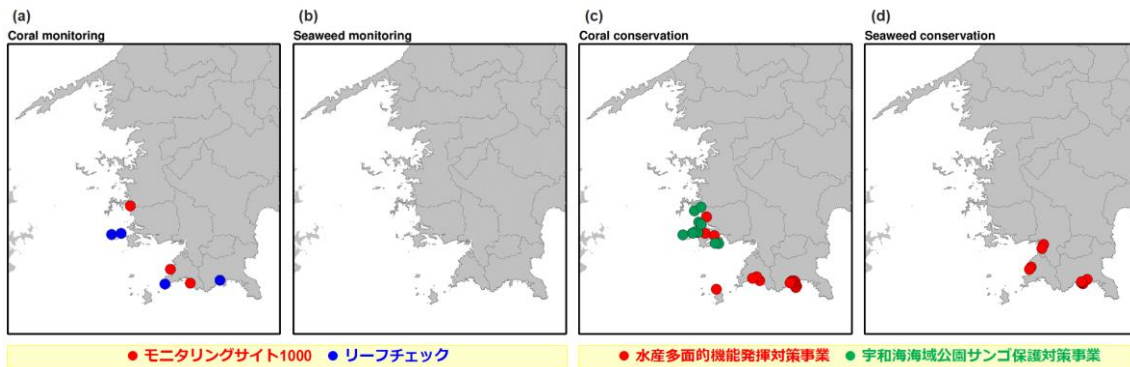 (a)
Coral monitoring
(b)
Seaweed monitoring
(c)
Coral conservation
(d)
Seaweed conservation
モニタリングサイト1000 リーフチェック
水産多面的機能発揮対策事業 宇和海海域公園サンゴ保護対策事業